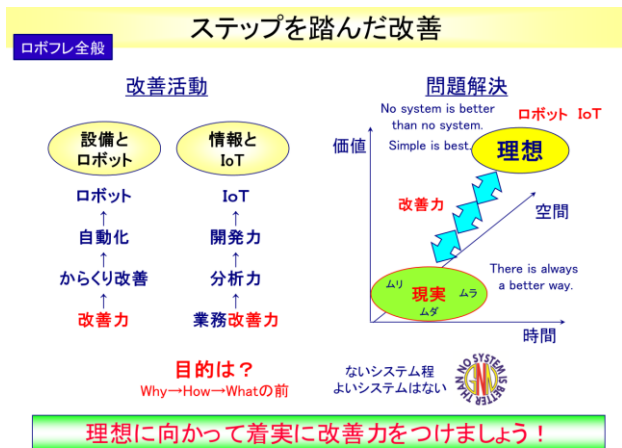 ステップを踏んだ改善
ロボフレ全般
改善活動
設備と
ロボット
情報と
IoT
ロボット
↑
自動化
↑
からくり改善
↑
改善力
IoT
↑
開発力
↑
分析力
↑
業務改善力
問題解決
No system is better
than no system.
Simple is best.
ロボット IoT
価値
理想
改善力
空間
There is always
a better way.
ムリ
現実
ムラ
ムダ
時間
目的は?
Why→How→Whatの前
ないシステム程
よいシステムはない
NO SYSTEM IS BETTER THAN NO SYSTEM
理想に向かって着実に改善力をつけましょう!